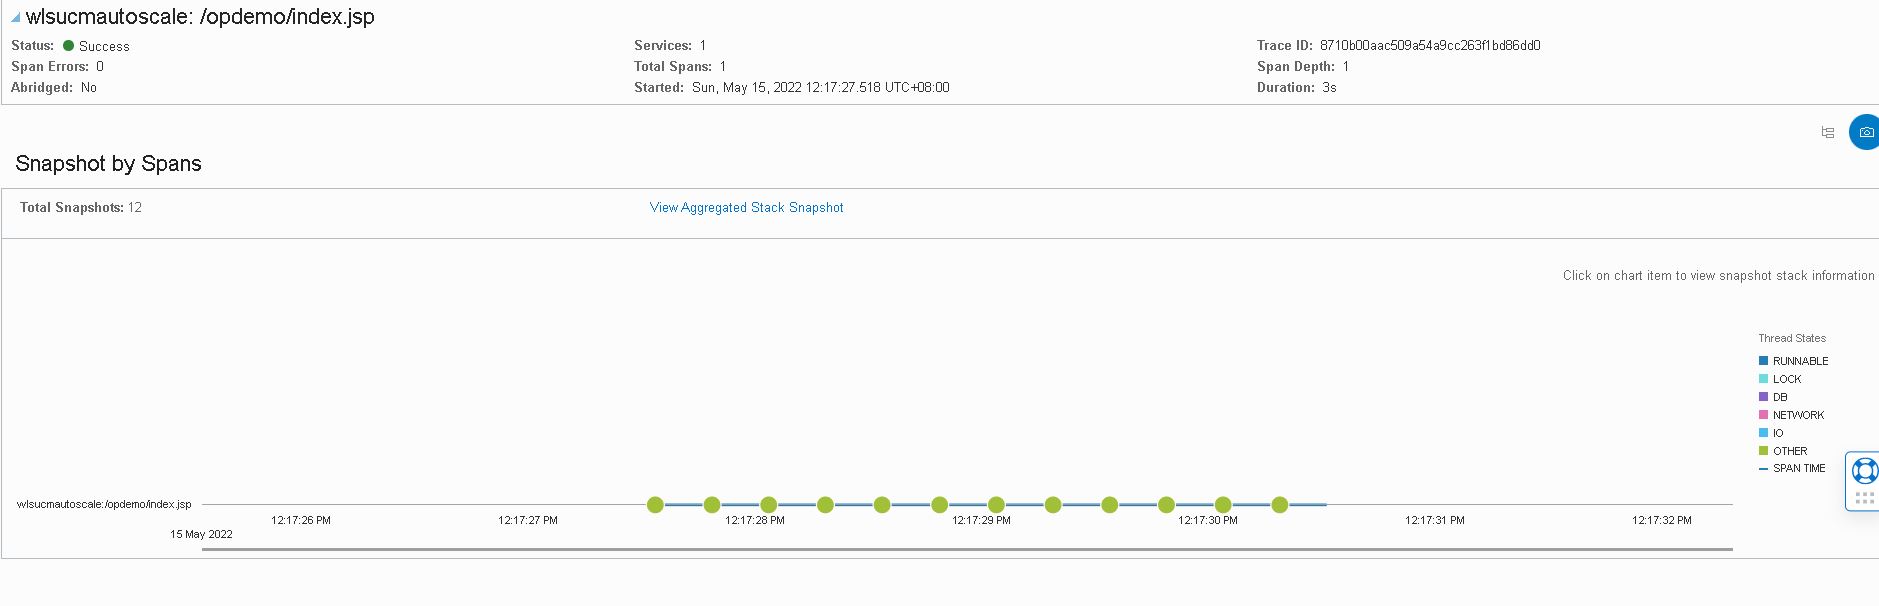 wlsucmautoscale: /opdemo/index.jsp
Status: Success Services: 1 Trace ID: 8710b00aac509a54a9cc263f1bd86dd0
Span Errors: 0 Total Spans: 1 Span Depth: 1
Abridged: No Started: Sun, May 15, 2022 12:17:27.518 UTC+08:00 Duration: 3s
Snapshot by Spans
Total Snapshots: 12 View Aggregated Stack Snapshot
Click on chart item to view snapshot stack information
Thread States
RUNNABLE
LOCK
DB
NETWORK
IO
OTHER
SPAN TIME
wlsucmautoscale:/opdemo/index.jsp
12:17:26 PM 12:17:27 PM 12:17:28 PM 12:17:29 PM 12:17:30 PM 12:17:31 PM 12:17:32 PM
15 May 2022